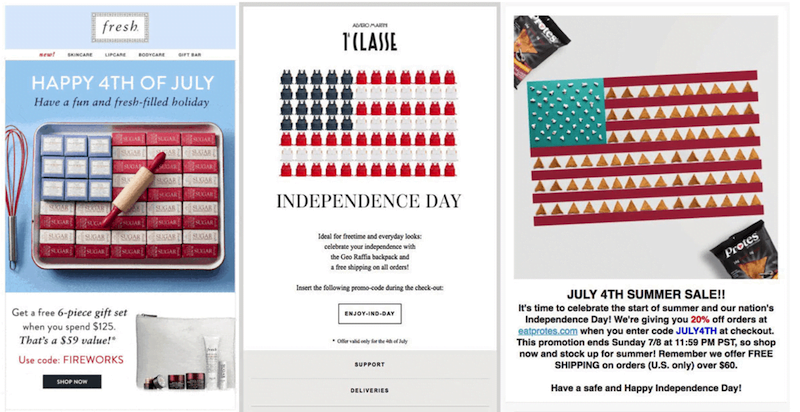 fresh
new!
SKINCARE
LIPCARE
BODYCARE
GIFT BAR
HAPPY 4TH OF JULY
Have a fun and fresh-filled holiday
SUGAR
SUGAR
SUGAR
SUGAR
SUGAR
SUGAR
SUGAR
SUGAR
Get a free 6-piece gift set
when you spend $125.
That's a $59 value!*
Use code: FIREWORKS
SHOP NOW
ALVIERO MARTINI
1ª CLASSE
INDEPENDENCE DAY
Ideal for freetime and everyday looks:
celebrate your independence with
the Geo Raffia backpack and
a free shipping on all orders!
Insert the following promo-code during the check-out:
ENJOY-IND-DAY
* Offer valid only for the 4th of July
SUPPORT
DELIVERIES
Protes
Protes
JULY 4TH SUMMER SALE!!
It's time to celebrate the start of summer and our nation's
Independence Day! We're giving you 20% off orders at
eatprotes.com when you enter code JULY4TH at checkout.
This promotion ends Sunday 7/8 at 11:59 PM PST, so shop
now and stock up for summer! Remember we offer FREE
SHIPPING on orders (U.S. only) over $60.
Have a safe and Happy Independence Day!